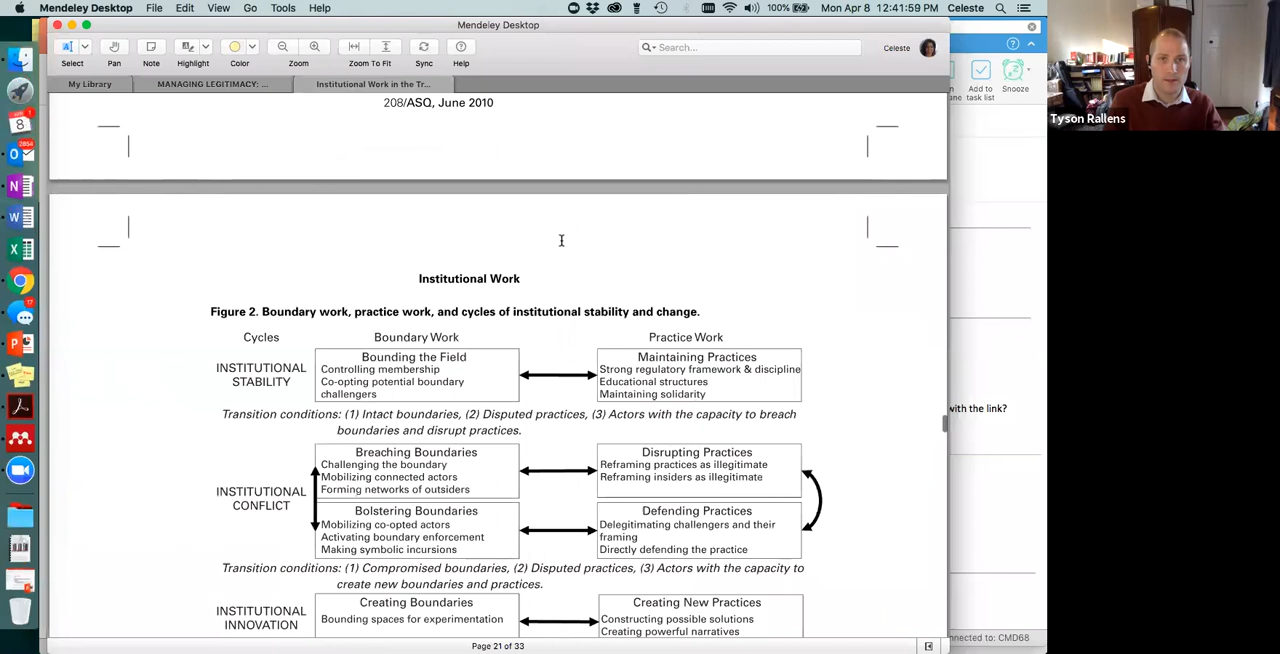 Mendeley Desktop File Edit View Go Tools Help 100% Mon Apr 8 12:41:59 PM Celeste
Mendeley Desktop
Search...
Celeste
Select Pan Note Highlight Color Zoom Zoom To Fit Sync Help
My Library MANAGING LEGITIMACY: ... Institutional Work in the Tr...
Add to
task list
Snooze
Tyson Rallens
208/ASQ, June 2010
Institutional Work
Figure 2. Boundary work, practice work, and cycles of institutional stability and change.
Cycles Boundary Work Practice Work
INSTITUTIONAL
STABILITY
Bounding the Field
Controlling membership
Co-opting potential boundary
challengers
Maintaining Practices
Strong regulatory framework & discipline
Educational structures
Maintaining solidarity
Transition conditions: (1) Intact boundaries, (2) Disputed practices, (3) Actors with the capacity to breach
boundaries and disrupt practices.
INSTITUTIONAL
CONFLICT
Breaching Boundaries
Challenging the boundary
Mobilizing connected actors
Forming networks of outsiders
Disrupting Practices
Reframing practices as illegitimate
Reframing insiders as illegitimate
Bolstering Boundaries
Mobilizing co-opted actors
Activating boundary enforcement
Making symbolic incursions
Defending Practices
Delegitimating challengers and their
framing
Directly defending the practice
Transition conditions: (1) Compromised boundaries, (2) Disputed practices, (3) Actors with the capacity to
create new boundaries and practices.
INSTITUTIONAL
INNOVATION
Creating Boundaries
Bounding spaces for experimentation
Creating New Practices
Constructing possible solutions
Creating powerful narratives
Page 21 of 33
with the link?
nnected to: CMD68
8
2854
17